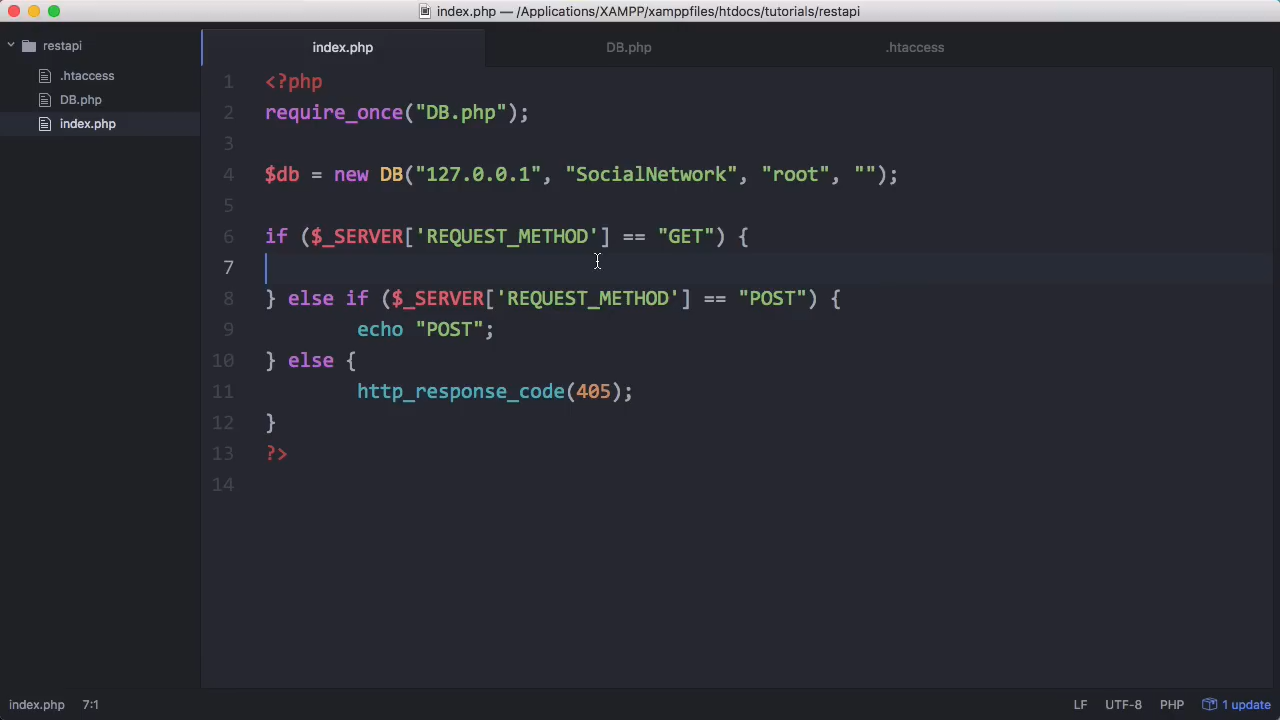 index.php — /Applications/XAMPP/xamppfiles/htdocs/tutorials/restapi
restapi
.htaccess
DB.php
index.php
index.php DB.php .htaccess
1 <?php
2 require_once("DB.php");
3
4 $db = new DB("127.0.0.1", "SocialNetwork", "root", "");
5
6 if ($_SERVER['REQUEST_METHOD'] == "GET") {
7
8 } else if ($_SERVER['REQUEST_METHOD'] == "POST") {
9         echo "POST";
10 } else {
11         http_response_code(405);
12 }
13 ?>
14
index.php 7:1 LF UTF-8 PHP 1 update